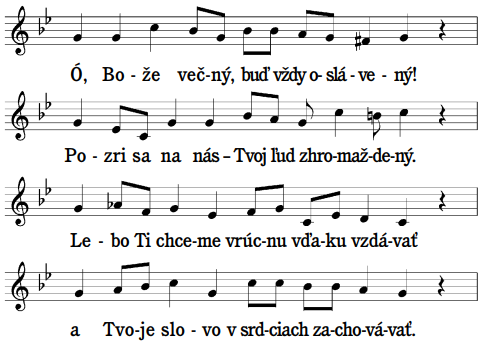 Ó, Bo - že več-ný, buď vždy o-slá-ve-ný!
Po - zri sa na nás – Tvoj ľud zhro-maž-de-ný.
Le - bo Ti chce-me vrúc-nu vďa-ku vzdá-vať
a Tvo-je slo - vo v srd-ciach za-cho-vá-vať.